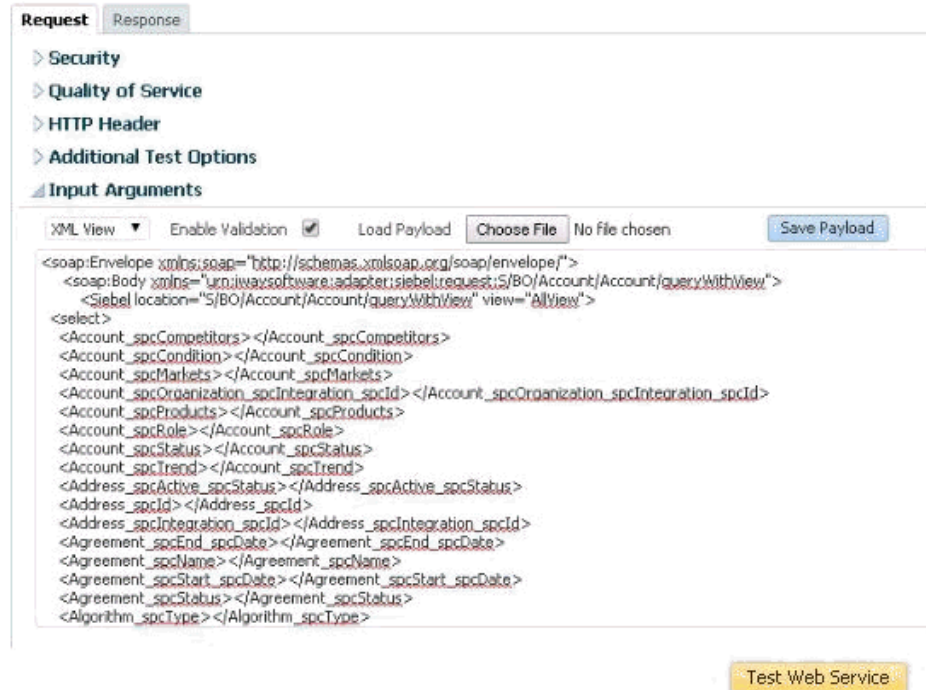 Request Response
Security
Quality of Service
HTTP Header
Additional Test Options
Input Arguments
XML View Enable Validation Load Payload Choose File No file chosen Save Payload
<soap:Envelope xmlns:soap="http://schemas.xmlsoap.org/soap/envelope/">
<soap:Body xmlns="urn:iwaysoftware:adapter:siebel:request:S/BO/Account/Account/queryWithView">
<Siebel location="S/BO/Account/Account/queryWithView" view="AllView">
<select>
<Account_spcCompetitors></Account_spcCompetitors>
<Account_spcCondition></Account_spcCondition>
<Account_spcMarkets></Account_spcMarkets>
<Account_spcOrganization_spcIntegration_spcId></Account_spcOrganization_spcIntegration_spcId>
<Account_spcProducts></Account_spcProducts>
<Account_spcRole></Account_spcRole>
<Account_spcStatus></Account_spcStatus>
<Account_spcTrend></Account_spcTrend>
<Address_spcActive_spcStatus></Address_spcActive_spcStatus>
<Address_spcId></Address_spcId>
<Address_spcIntegration_spcId></Address_spcIntegration_spcId>
<Agreement_spcEnd_spcDate></Agreement_spcEnd_spcDate>
<Agreement_spcName></Agreement_spcName>
<Agreement_spcStart_spcDate></Agreement_spcStart_spcDate>
<Agreement_spcStatus></Agreement_spcStatus>
<Algorithm_spcType></Algorithm_spcType>
Test Web Service